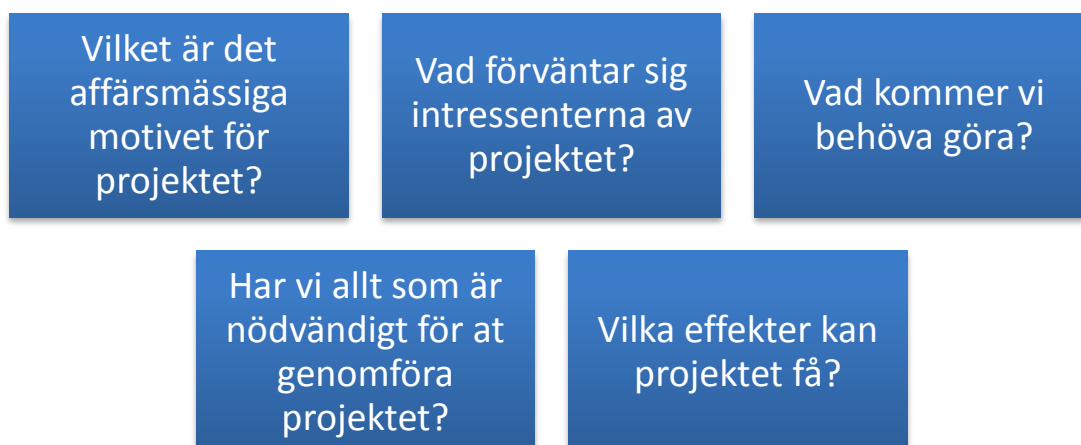 Vilket är det
affärsmässiga
motivet för
projektet?
Vad förväntar sig
intressenterna av
projektet?
Vad kommer vi
behöva göra?
Har vi allt som är
nödvändigt för at
genomföra
projektet?
Vilka effekter kan
projektet få?